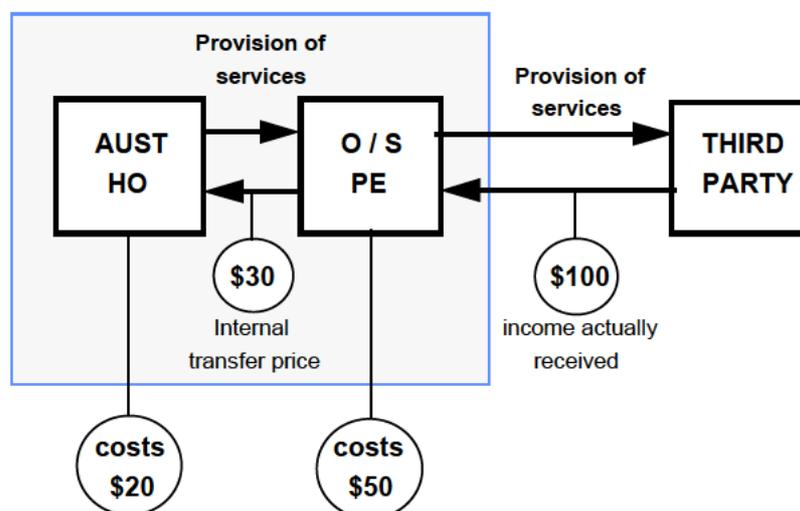 Provision of
services
Provision of
services
AUST
HO
O / S
PE
THIRD
PARTY
$30
$100
Internal
transfer price
income actually
received
costs
$20
costs
$50